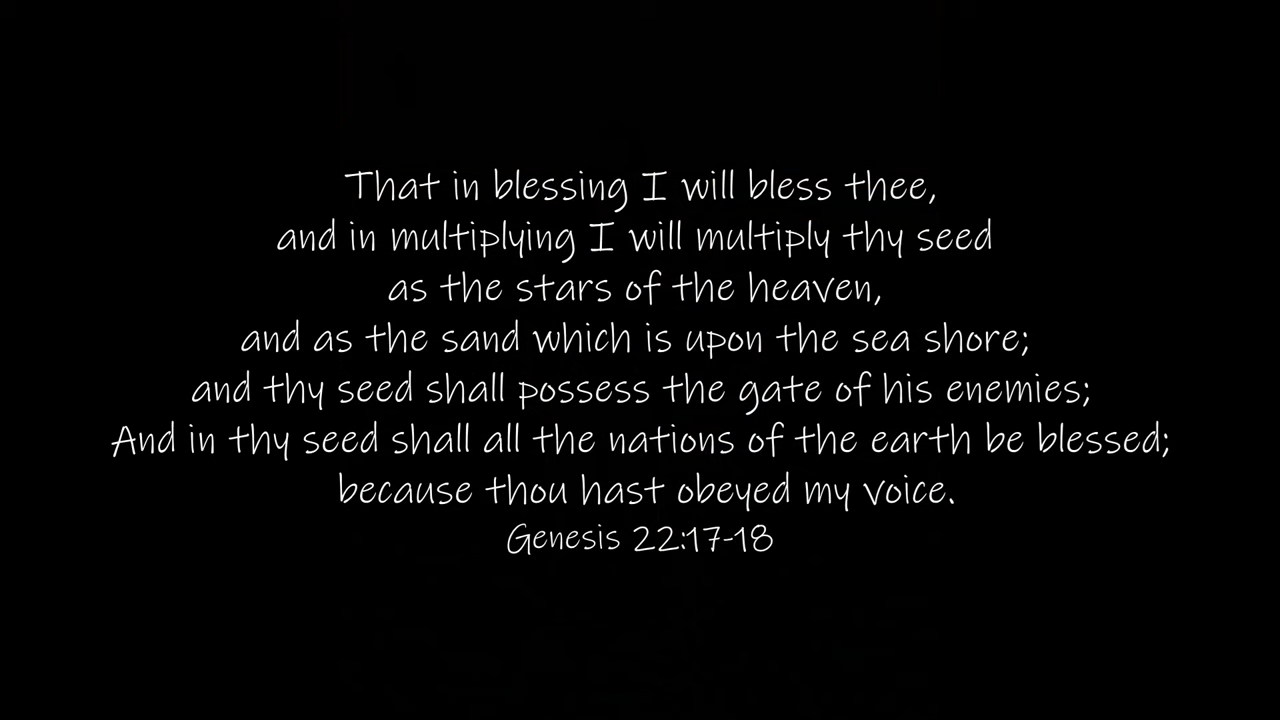 That in blessing I will bless thee,
and in multiplying I will multiply thy seed
as the stars of the heaven,
and as the sand which is upon the sea shore;
and thy seed shall possess the gate of his enemies;
And in thy seed shall all the nations of the earth be blessed;
because thou hast obeyed my voice.
Genesis 22:17-18